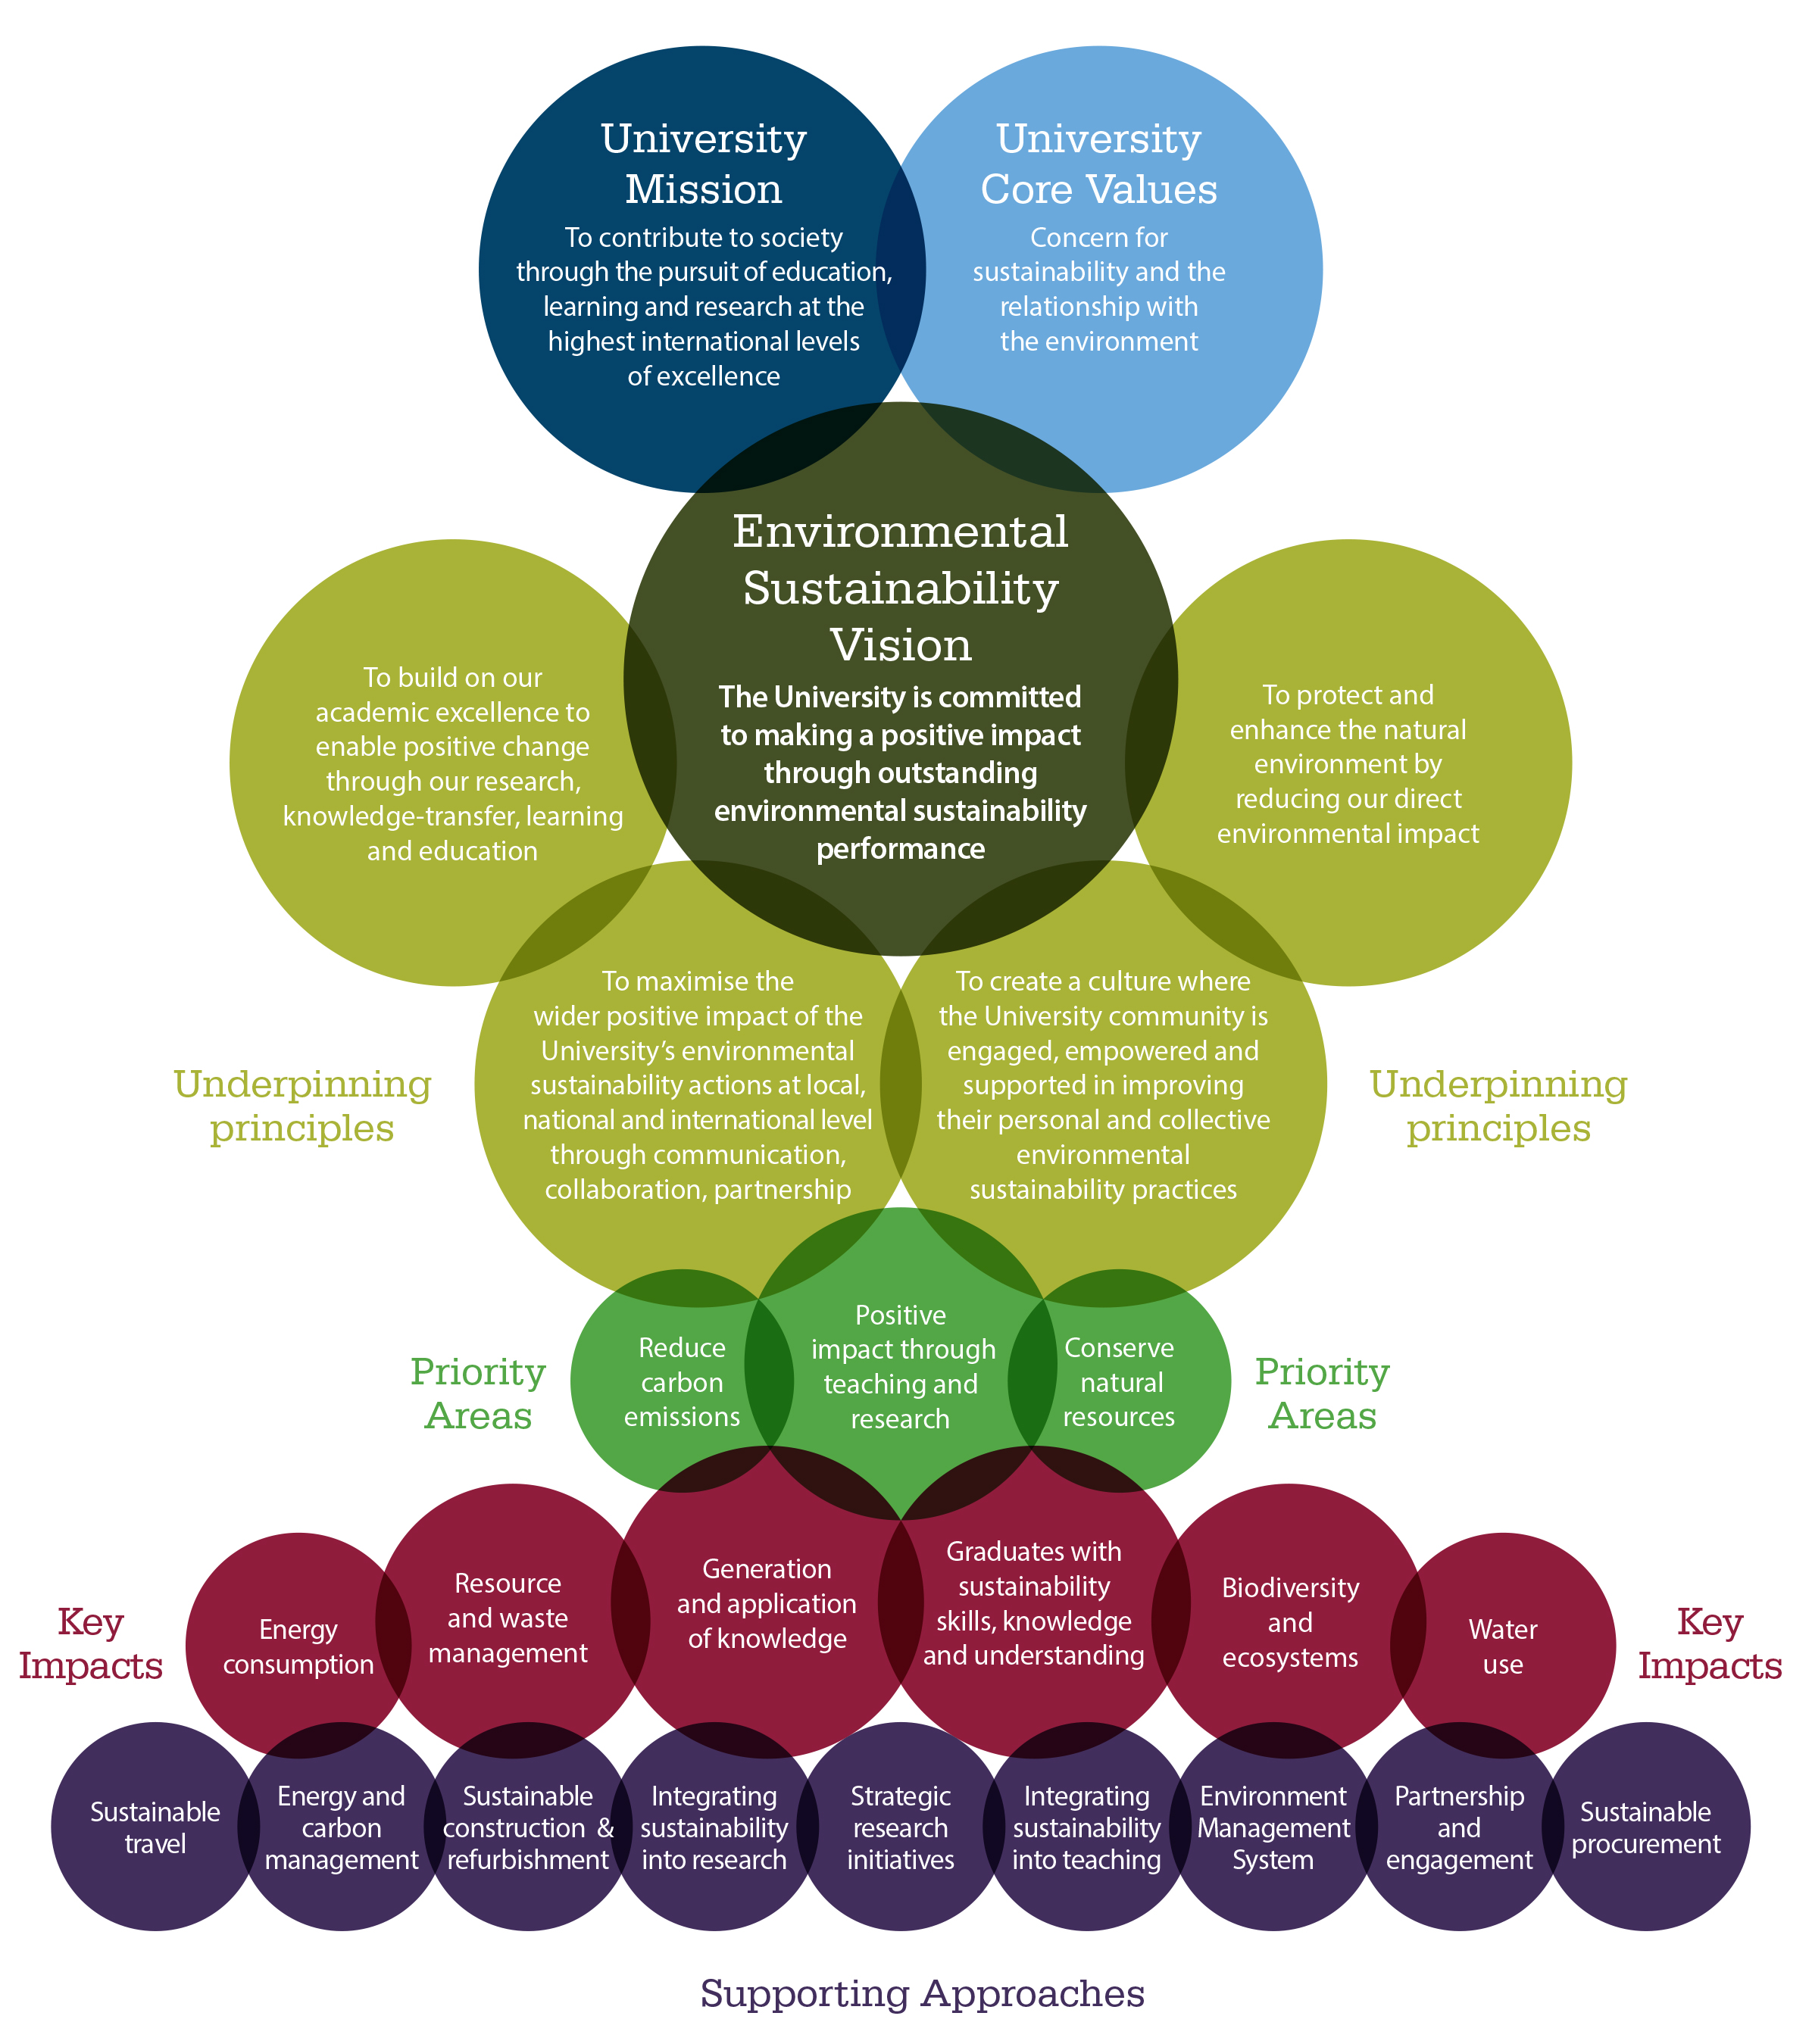 University
Mission
To contribute to society
through the pursuit of education,
learning and research at the
highest international levels
of excellence
University
Core Values
Concern for
sustainability and the
relationship with
the environment
Environmental
Sustainability
Vision
The University is committed
to making a positive impact
through outstanding
environmental sustainability
performance
To build on our
academic excellence to
enable positive change
through our research,
knowledge-transfer, learning
and education
To protect and
enhance the natural
environment by
reducing our direct
environmental impact
Underpinning
principles
To maximise the
wider positive impact of the
University’s environmental
sustainability actions at local,
national and international level
through communication,
collaboration, partnership
To create a culture where
the University community is
engaged, empowered and
supported in improving
their personal and collective
environmental
sustainability practices
Underpinning
principles
Priority
Areas
Reduce
carbon
emissions
Positive
impact through
teaching and
research
Conserve
natural
resources
Priority
Areas
Key
Impacts
Energy
consumption
Resource
and waste
management
Generation
and application
of knowledge
Graduates with
sustainability
skills, knowledge
and understanding
Biodiversity
and
ecosystems
Water
use
Key
Impacts
Sustainable
travel
Energy and
carbon
management
Sustainable
construction &
refurbishment
Integrating
sustainability
into research
Strategic
research
initiatives
Integrating
sustainability
into teaching
Environment
Management
System
Partnership
and
engagement
Sustainable
procurement
Supporting Approaches